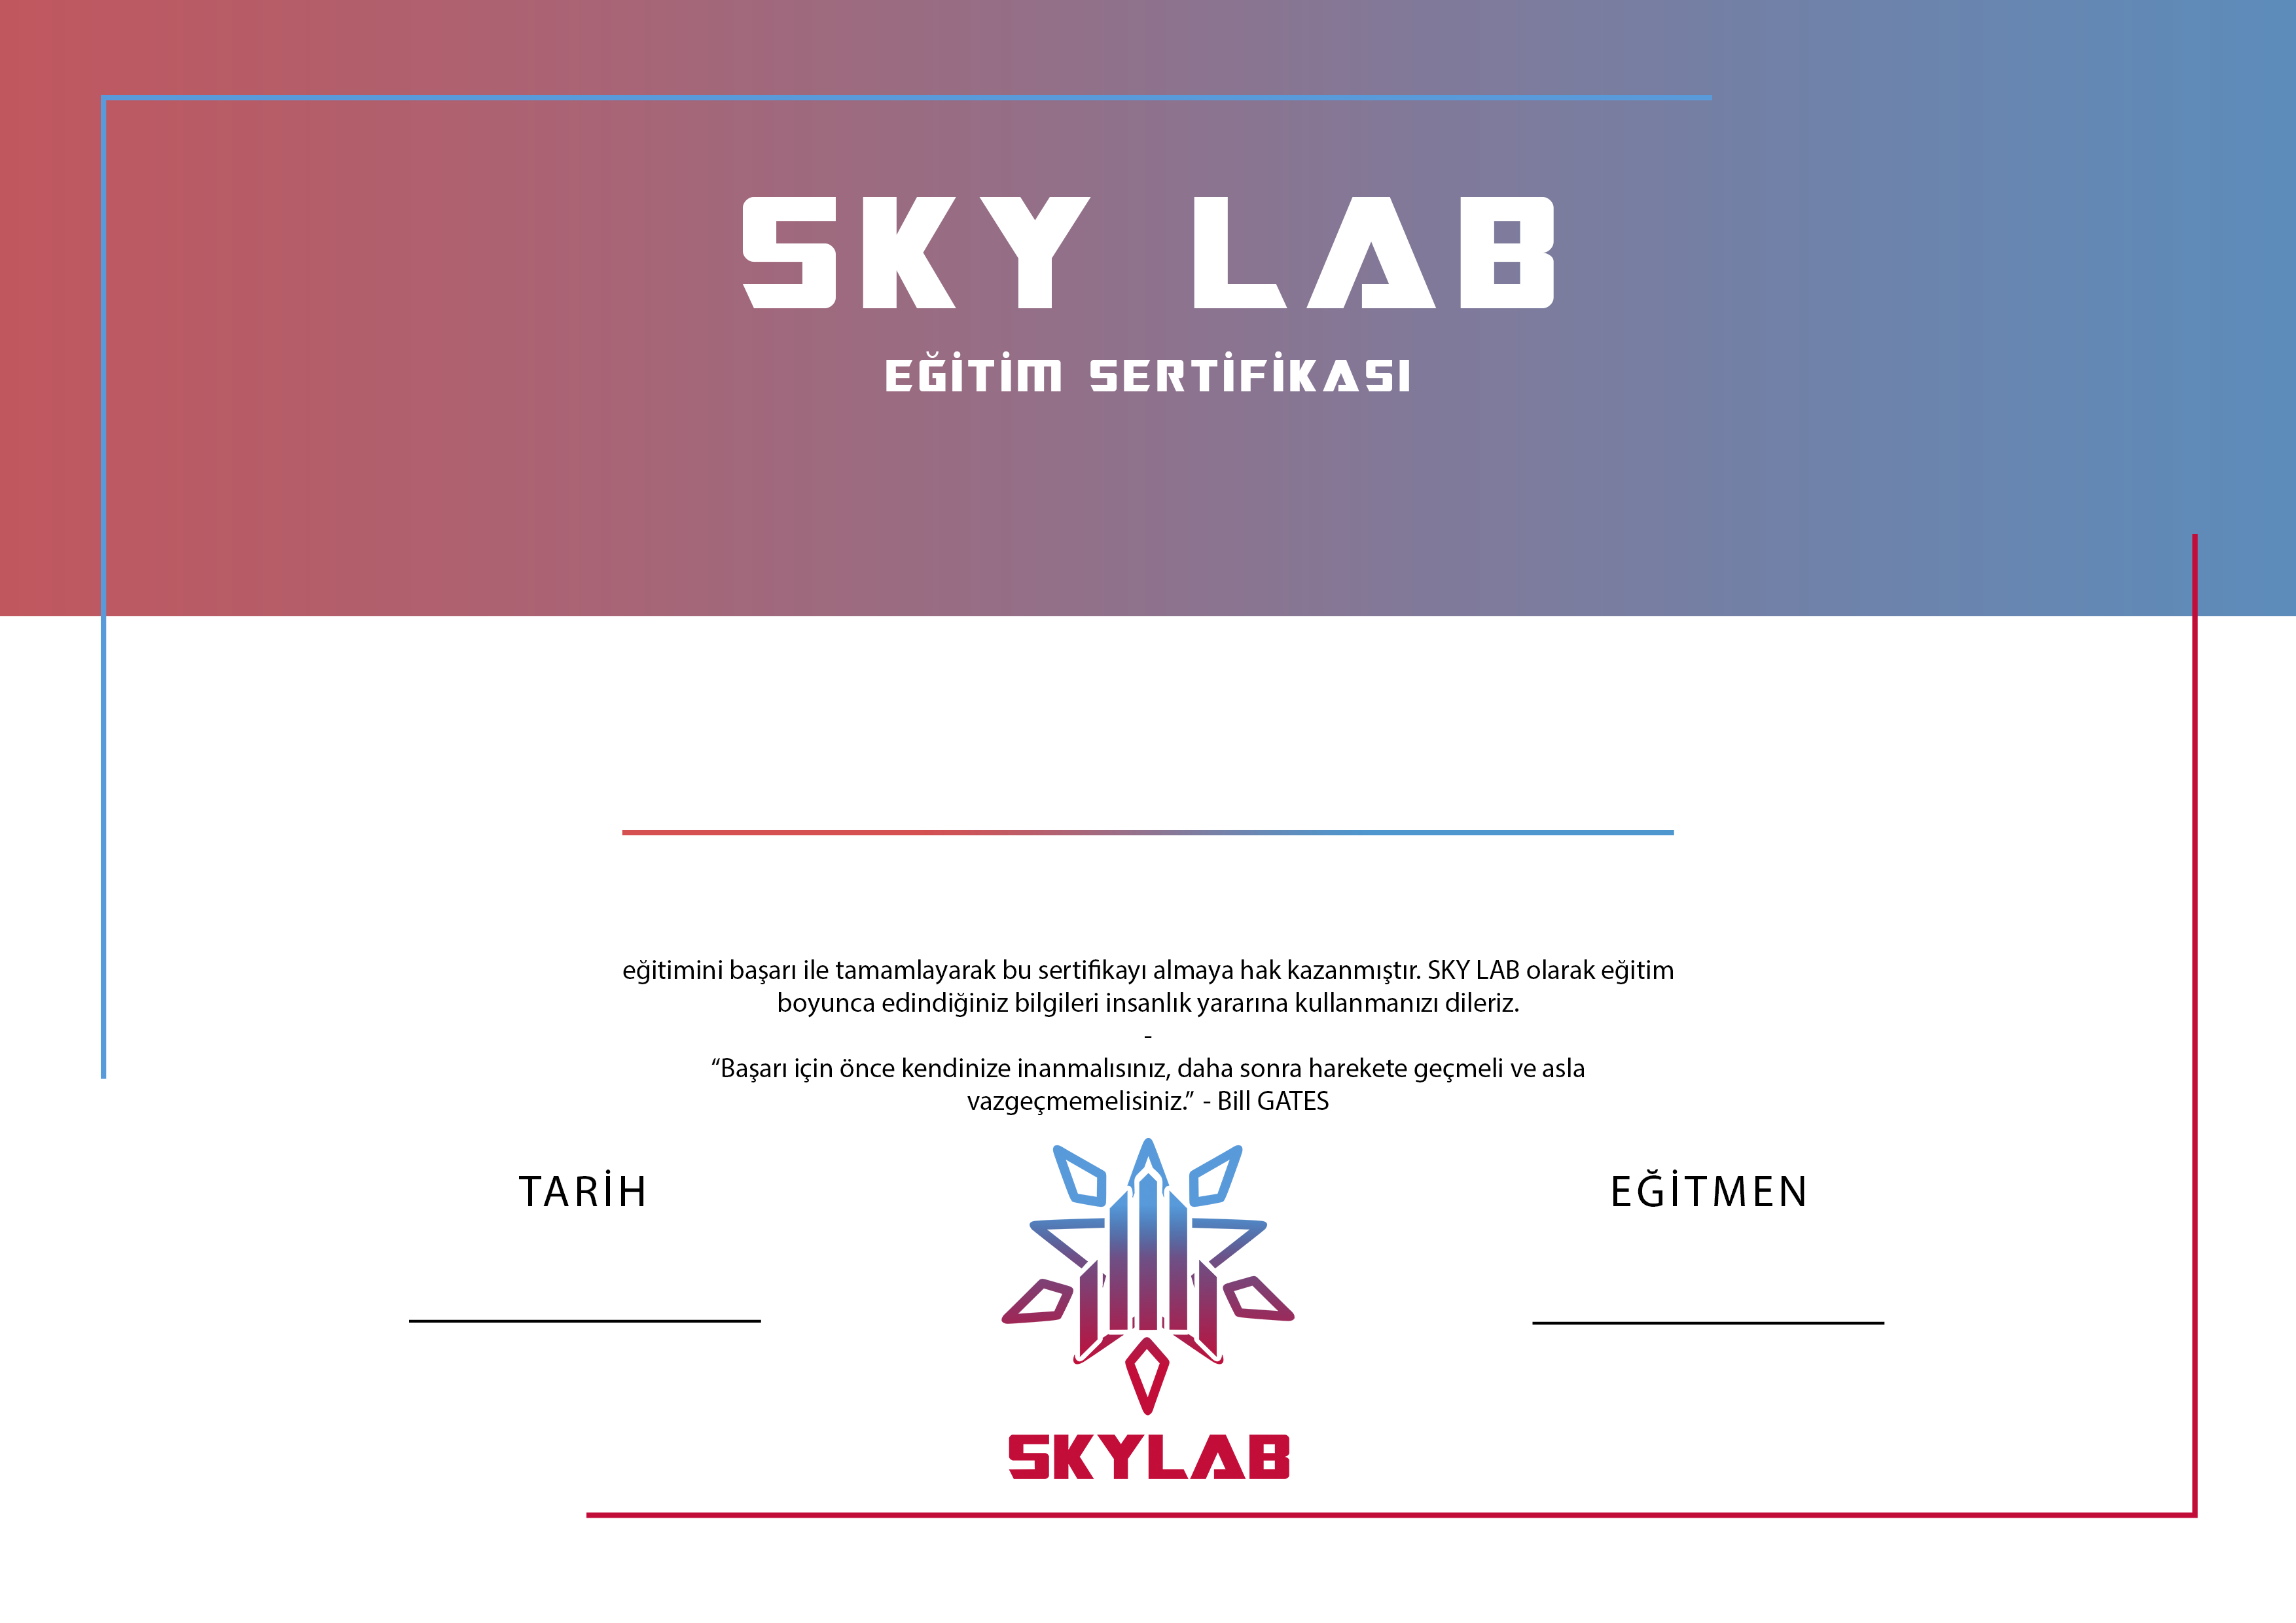 SKY LAB
EĞİTİM SERTİFİKASI
eğitimini başarı ile tamamlayarak bu sertifikayı almaya hak kazanmıştır. SKY LAB olarak eğitim
boyunca edindiğiniz bilgileri insanlık yararına kullanmanızı dileriz.
-
“Başarı için önce kendinize inanmalısınız, daha sonra harekete geçmeli ve asla
vazgeçmemelisiniz.” - Bill GATES
TARİH
EĞİTMEN
SKYLAB